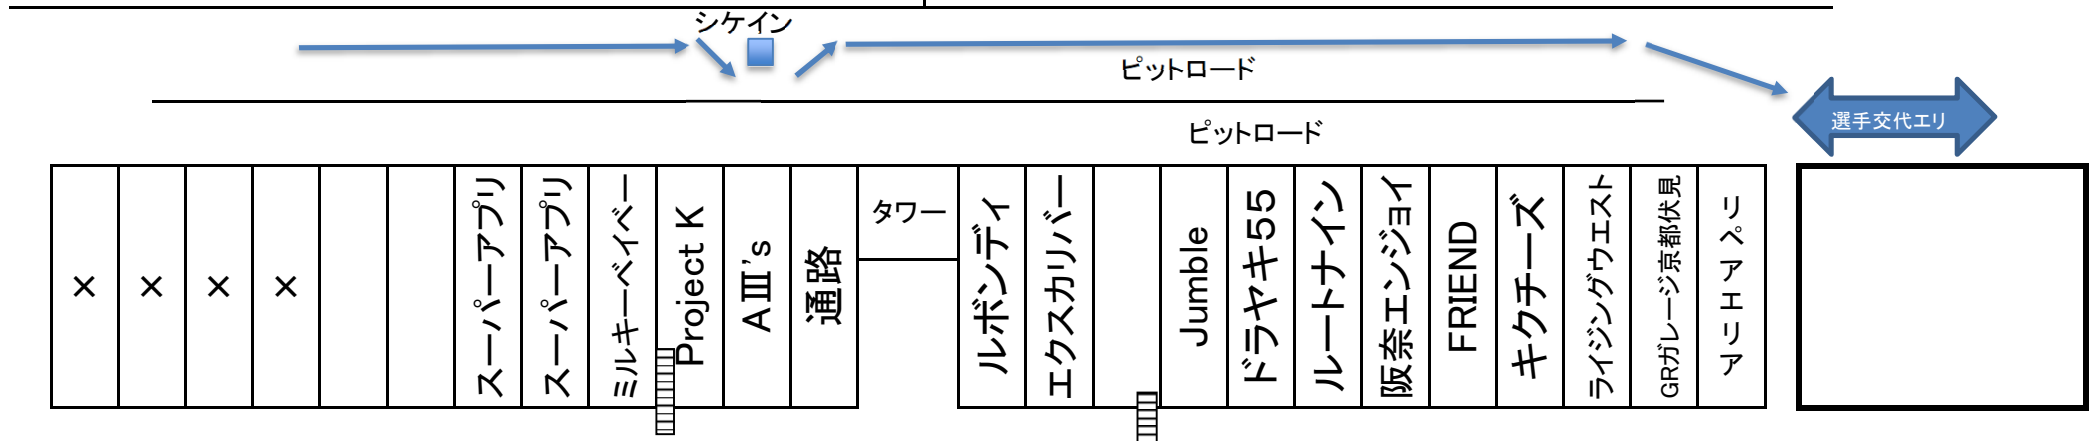 シケイン
ピットロード
選手交代エリ
ピットロード
×
×
×
×
スーパーアプリ
スーパーアプリ
ミルキーベイベー
Project K
AⅢ's
通路
タワー
ルボンディ
エクスカリバー
Jumble
ドラヤキ555
ルートナイン
阪奈エンジョイ
FRIEND
キクチーズ
ライジングウエスト
GRガレージ京都伏見
リペアエリア